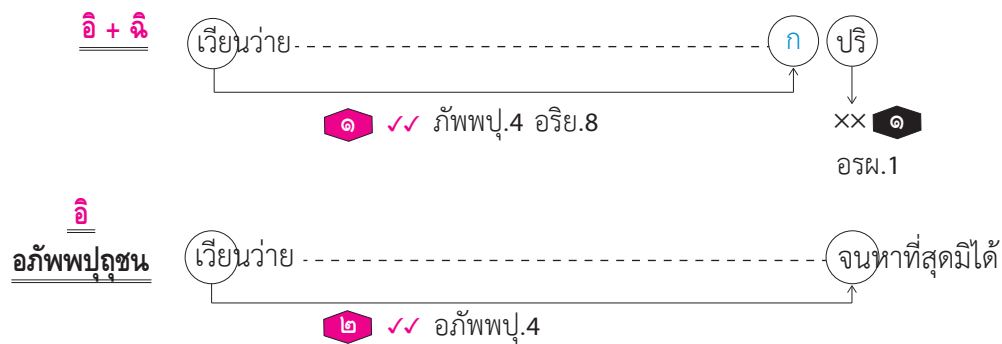 อิ + ฉิ เวียนว่าย ก ปริ
๑ ✓✓ ภัพพปุ.4 อริย.8 ×× ๑
อรผ.1
อิ
อภัพพปุถุชน เวียนว่าย จนหาที่สุดมิได้
๒ ✓✓ อภัพพปุ.4